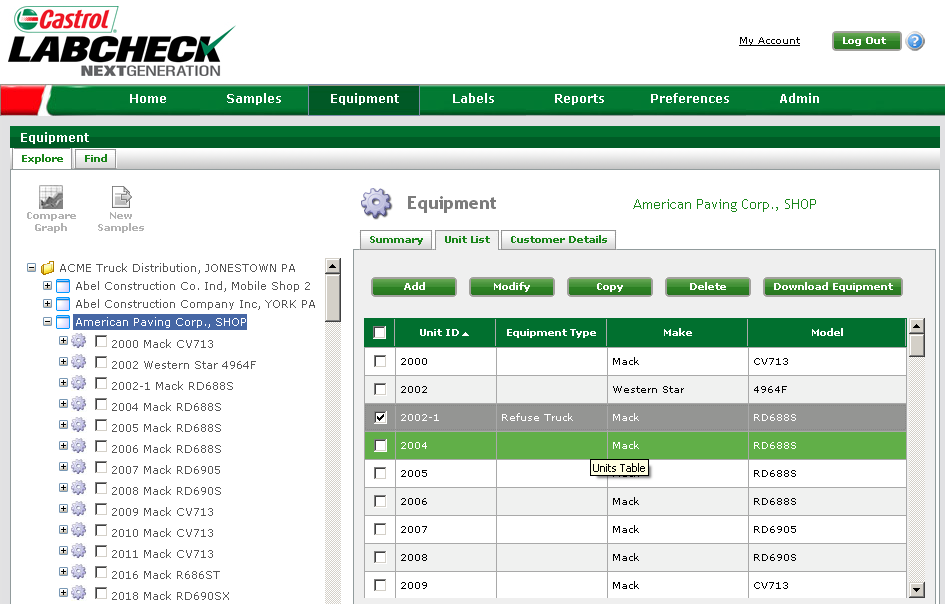 Castrol
LABCHECK
NEXTGENERATION
My Account
Log Out
?
Home Samples Equipment Labels Reports Preferences Admin
Equipment
Explore Find
Compare Graph
New Samples
ACME Truck Distribution, JONESTOWN PA
Abel Construction Co. Ind, Mobile Shop 2
Abel Construction Company Inc, YORK PA
American Paving Corp., SHOP
2000 Mack CV713
2002 Western Star 4964F
2002-1 Mack RD688S
2004 Mack RD688S
2005 Mack RD688S
2006 Mack RD688S
2007 Mack RD6905
2008 Mack RD690S
2009 Mack CV713
2010 Mack CV713
2011 Mack CV713
2016 Mack R686ST
2018 Mack RD690SX
Equipment
American Paving Corp., SHOP
Summary Unit List Customer Details
Add Modify Copy Delete Download Equipment
Unit ID Equipment Type Make Model
2000 Mack CV713
2002 Western Star 4964F
2002-1 Refuse Truck Mack RD688S
2004 Mack RD688S
Units Table
2005 RD688S
2006 Mack RD688S
2007 Mack RD6905
2008 Mack RD690S
2009 Mack CV713